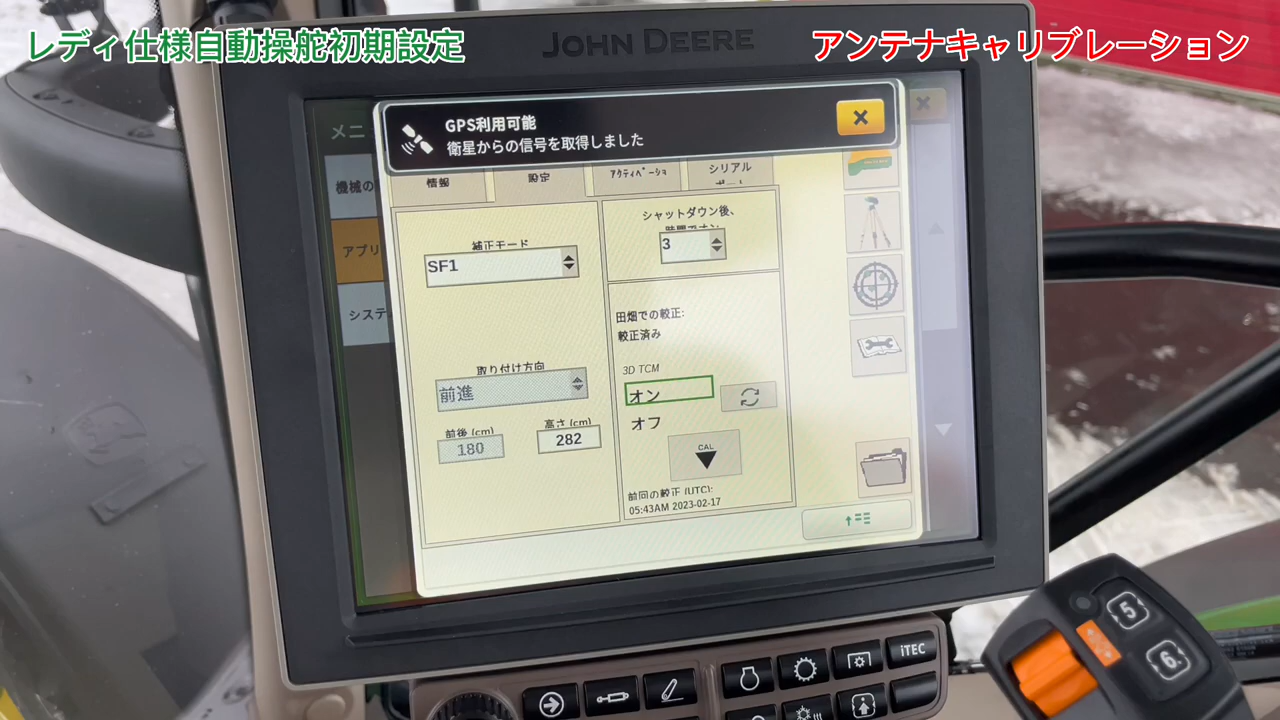 レディ仕様自動操舵初期設定
アンテナキャリブレーション
JOHN DEERE
メニ
GPS利用可能
衛星からの信号を取得しました
機械の
アプリ
システ
情報
設定
ｱｸﾃｨﾍﾞｰｼｮ
シリアル
補正モード
SF1
取り付け方向
前進
前後 (cm)
180
高さ (cm)
282
シャットダウン後、
3
田畑での較正:
較正済み
3D TCM
オン
オフ
CAL
前回の較正 (UTC):
05:43AM 2023-02-17
iTEC
5
6